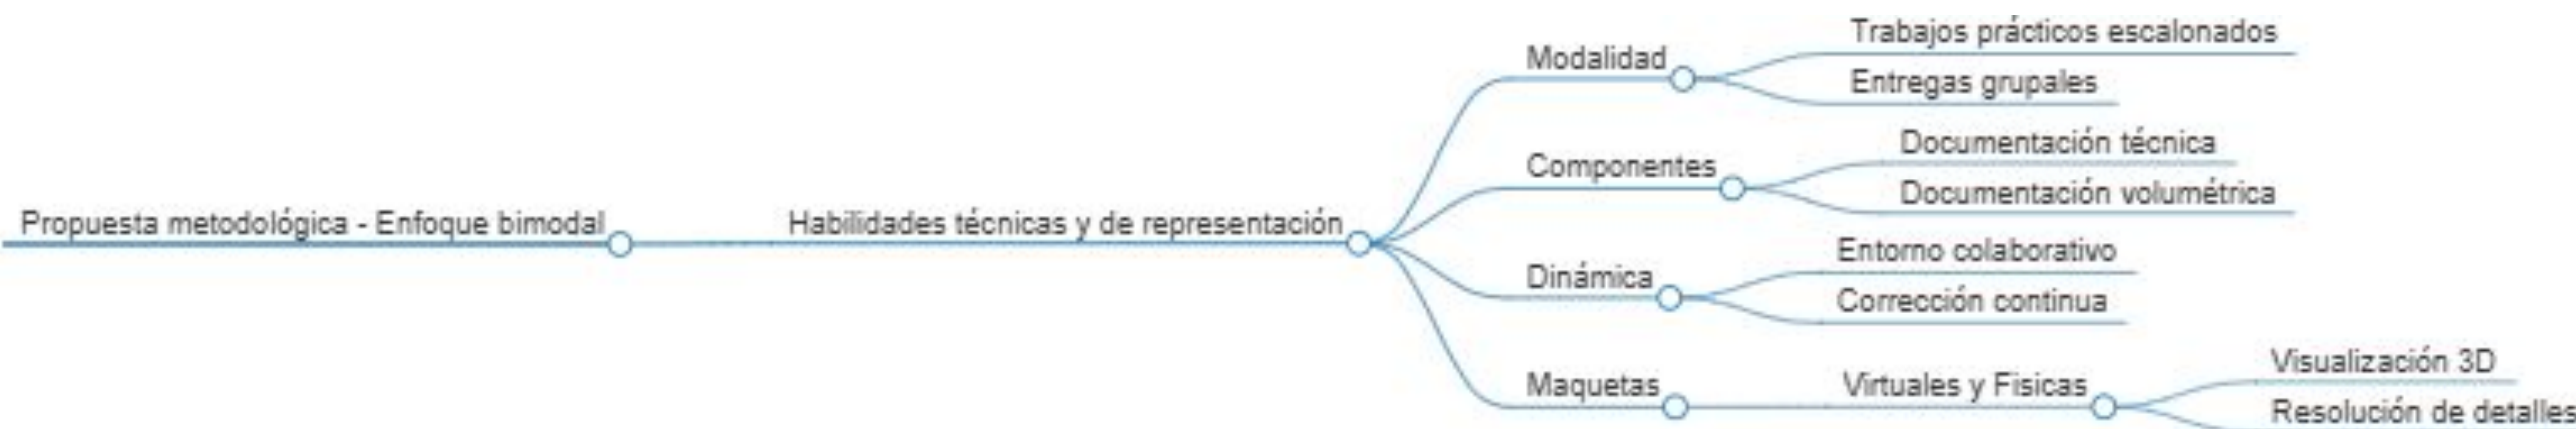 Propuesta metodológica - Enfoque bimodal
Habilidades técnicas y de representación
Modalidad
Trabajos prácticos escalonados
Entregas grupales
Componentes
Documentación técnica
Documentación volumétrica
Dinámica
Entorno colaborativo
Corrección continua
Maquetas
Virtuales y Fisicas
Visualización 3D
Resolución de detalles